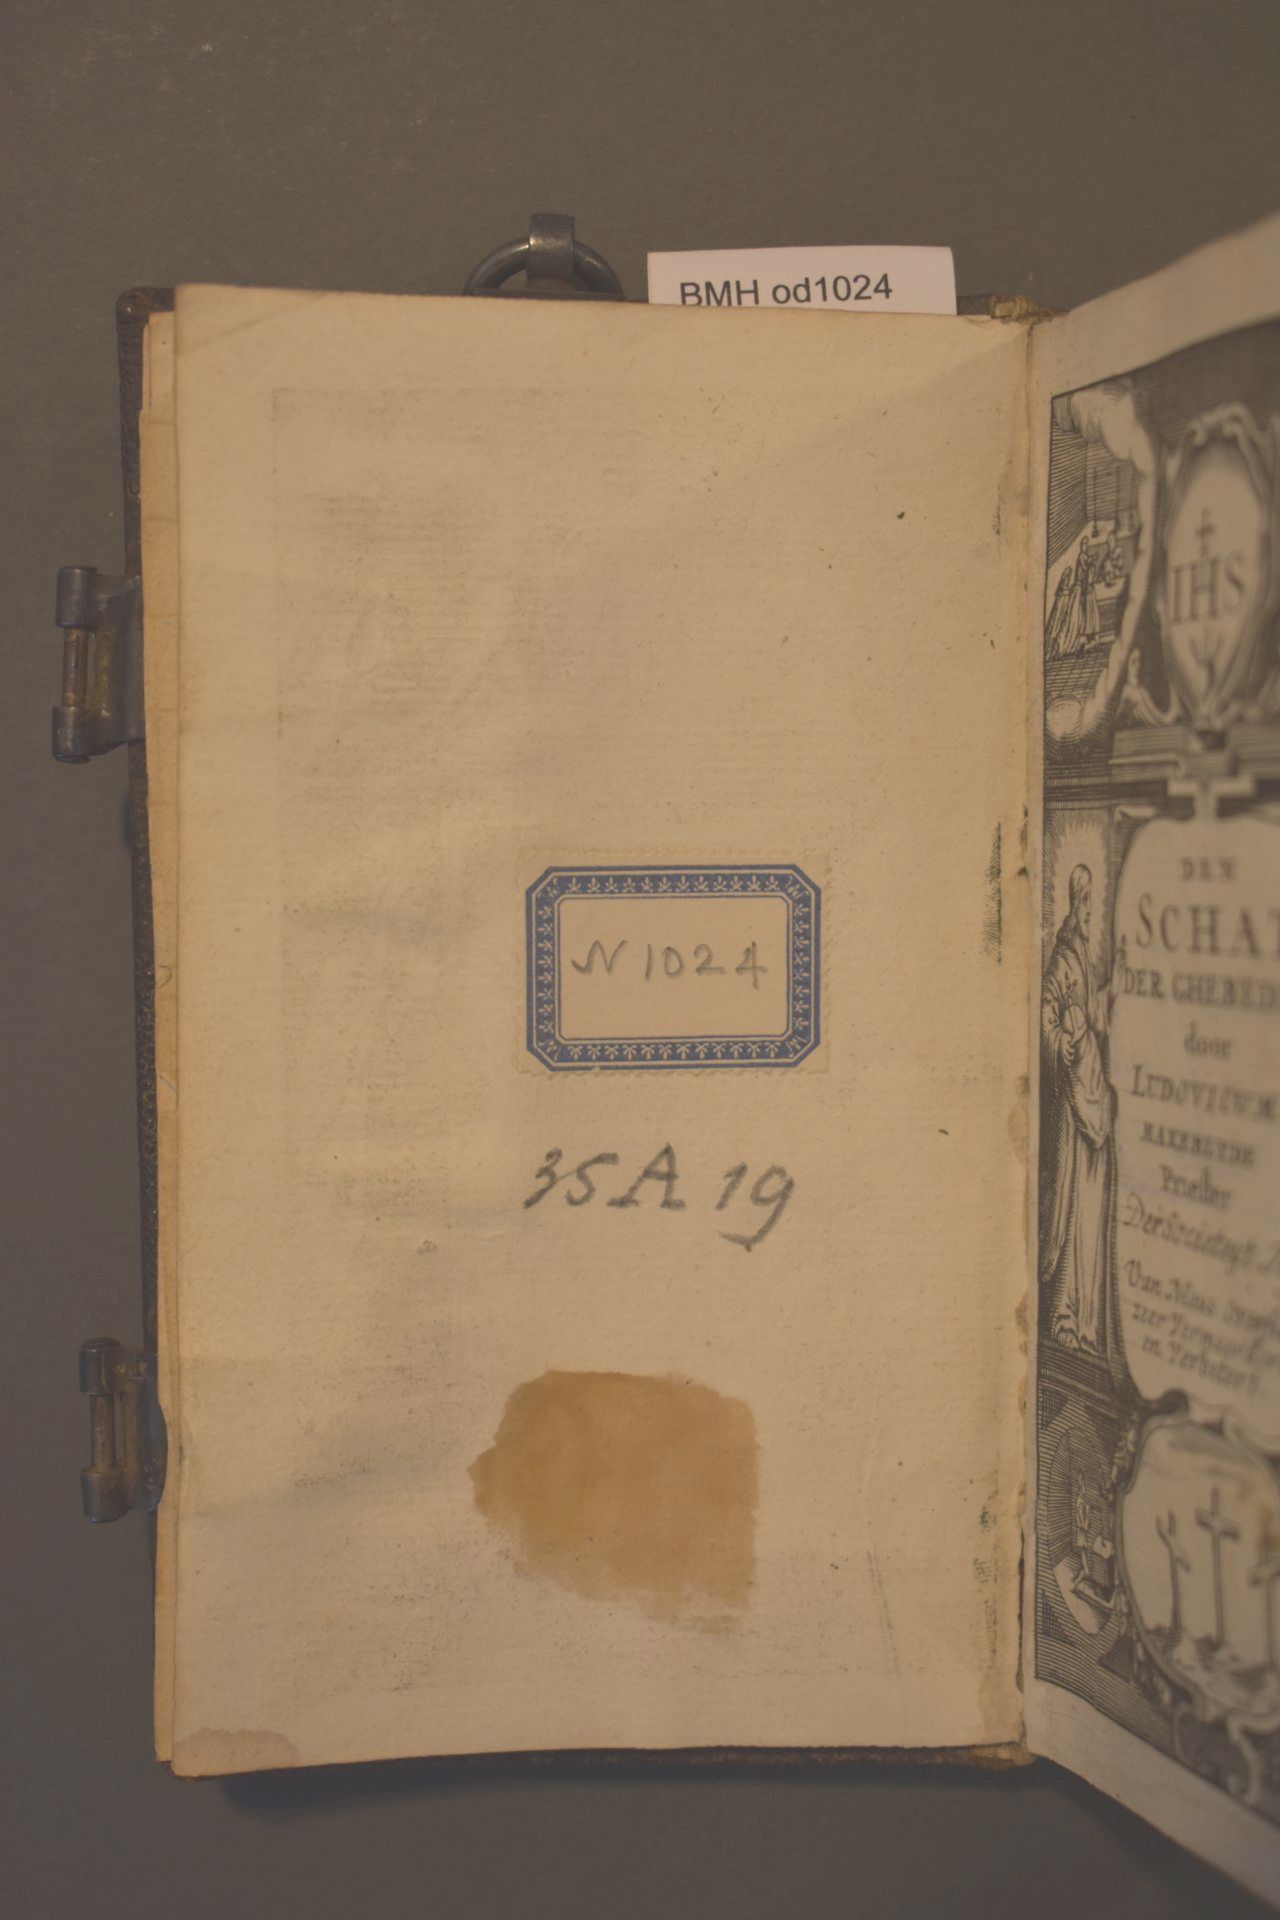 BMH od1024
N 1024
35 A 19
IHS
DEN
SCHAT
DER GHEBED
door
LUDOVICUM
MAKEBLYDE
Priester
Der Societeyt
Van Nieus
zeer Vermeerdert
en Verbetert.